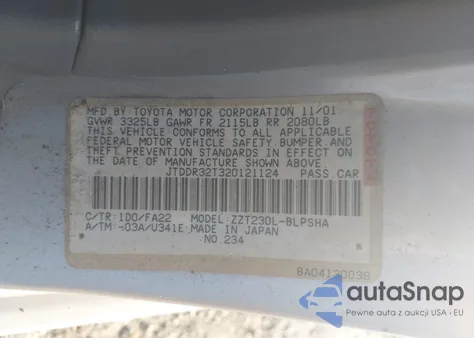 MFD BY TOYOTA MOTOR CORPORATION 11/01
GVWR 3325LB GAWR FR 2115LB RR 2080LB
THIS VEHICLE CONFORMS TO ALL APPLICABLE
FEDERAL MOTOR VEHICLE SAFETY, BUMPER AND
THEFT PREVENTION STANDARDS IN EFFECT ON
THE DATE OF MANUFACTURE SHOWN ABOVE.
JTDDR32T320121124 PASS CAR
C/TR: 1D0/FA22 MODEL: ZZT230L-BLPSHA
A/TM: -03A/U341E MADE IN JAPAN
NO. 234
autoSnap
Pewne auto z aukcji w USA